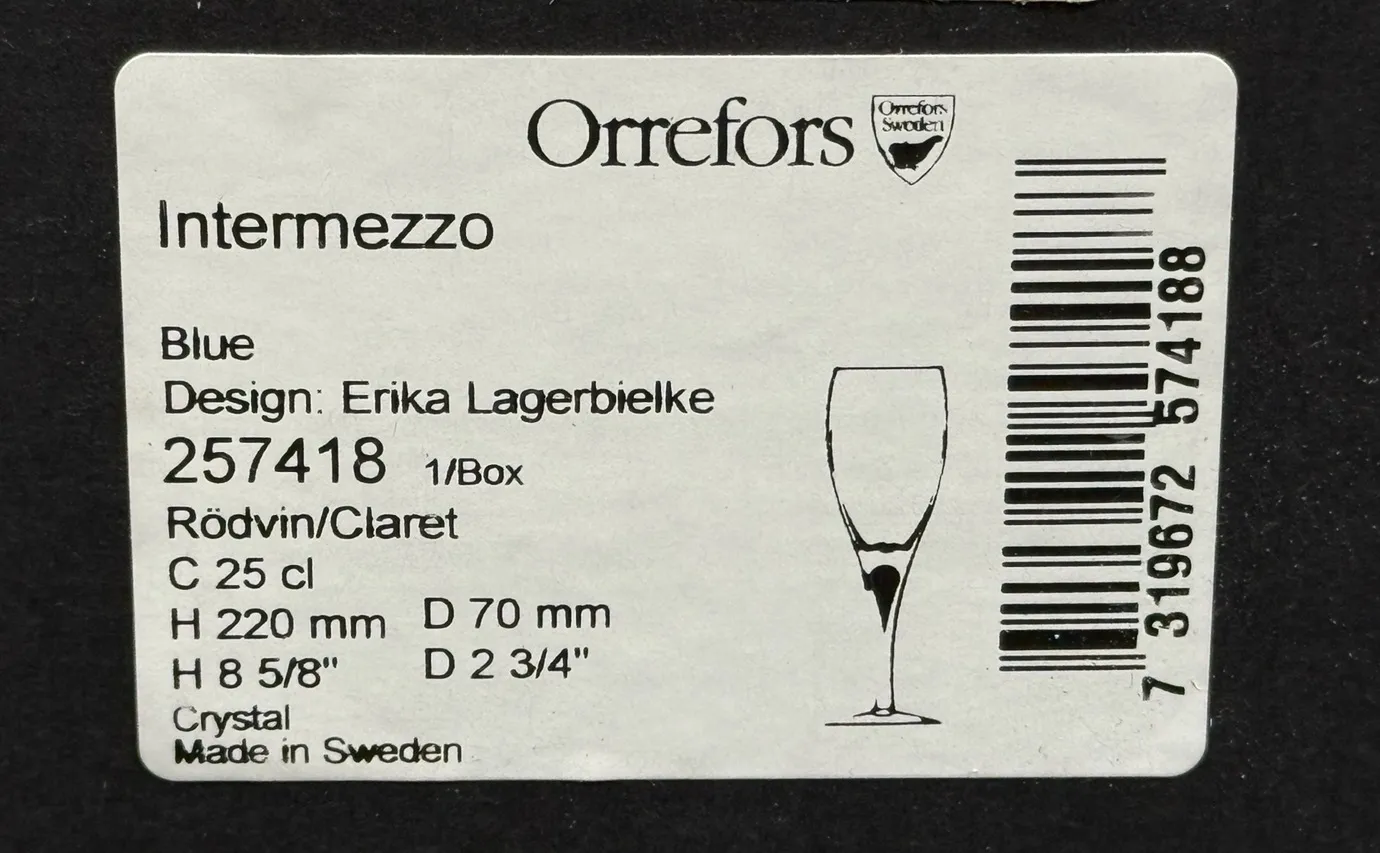 Orrefors
Orrefors
Sweden
Intermezzo
Blue
Design: Erika Lagerbielke
257418 1/Box
Rödvin/Claret
C 25 cl
H 220 mm D 70 mm
H 8 5/8" D 2 3/4"
Crystal
Made in Sweden
7 319672 574188